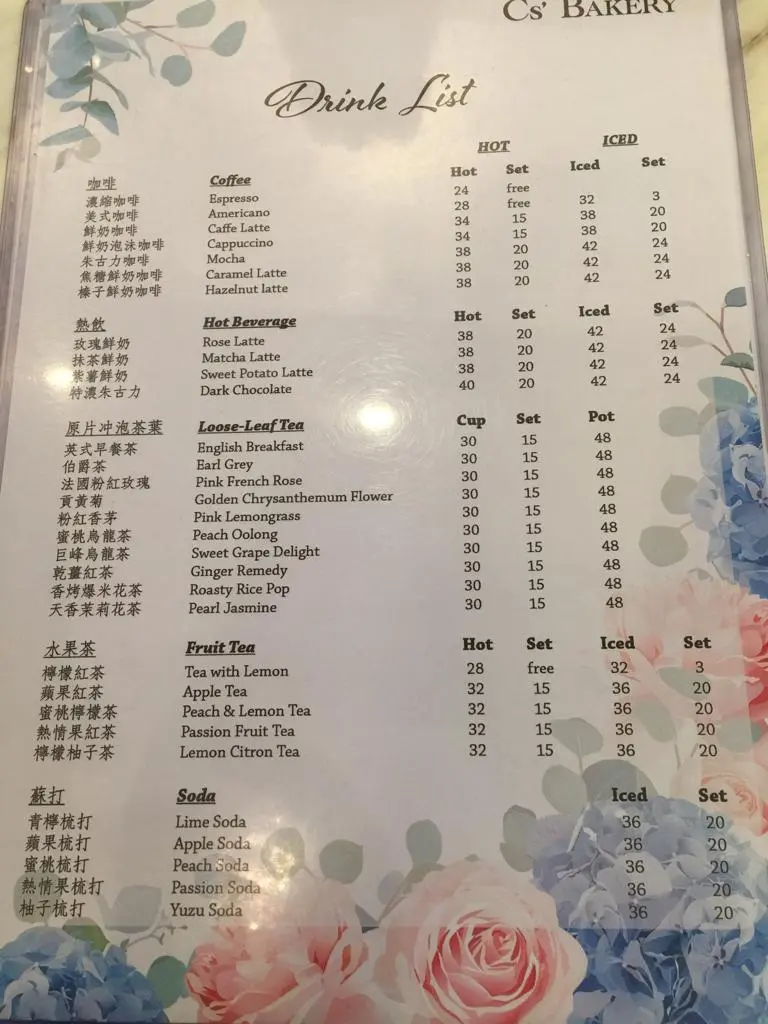 Cs' BAKERY
Drink List
HOT ICED
咖啡 Coffee Hot Set Iced Set
濃縮咖啡 Espresso 24 free
美式咖啡 Americano 28 free 32 3
鮮奶咖啡 Caffe Latte 34 15 38 20
鮮奶泡沫咖啡 Cappuccino 34 15 38 20
朱古力咖啡 Mocha 38 20 42 24
焦糖鮮奶咖啡 Caramel Latte 38 20 42 24
榛子鮮奶咖啡 Hazelnut latte 38 20 42 24
熱飲 Hot Beverage Hot Set Iced Set
玫瑰鮮奶 Rose Latte 38 20 42 24
抹茶鮮奶 Matcha Latte 38 20 42 24
紫薯鮮奶 Sweet Potato Latte 38 20 42 24
特濃朱古力 Dark Chocolate 40 20 42 24
原片冲泡茶葉 Loose-Leaf Tea Cup Set Pot
英式早餐茶 English Breakfast 30 15 48
伯爵茶 Earl Grey 30 15 48
法國粉紅玫瑰 Pink French Rose 30 15 48
貢黃菊 Golden Chrysanthemum Flower 30 15 48
粉紅香茅 Pink Lemongrass 30 15 48
蜜桃烏龍茶 Peach Oolong 30 15 48
巨峰烏龍茶 Sweet Grape Delight 30 15 48
乾薑紅茶 Ginger Remedy 30 15 48
香烤爆米花茶 Roasty Rice Pop 30 15 48
天香茉莉花茶 Pearl Jasmine 30 15 48
水果茶 Fruit Tea Hot Set Iced Set
檸檬紅茶 Tea with Lemon 28 free 32 3
蘋果紅茶 Apple Tea 32 15 36 20
蜜桃檸檬茶 Peach & Lemon Tea 32 15 36 20
熱情果紅茶 Passion Fruit Tea 32 15 36 20
檸檬柚子茶 Lemon Citron Tea 32 15 36 20
蘇打 Soda Iced Set
青檸梳打 Lime Soda 36 20
蘋果梳打 Apple Soda 36 20
蜜桃梳打 Peach Soda 36 20
熱情果梳打 Passion Soda 36 20
柚子梳打 Yuzu Soda 36 20